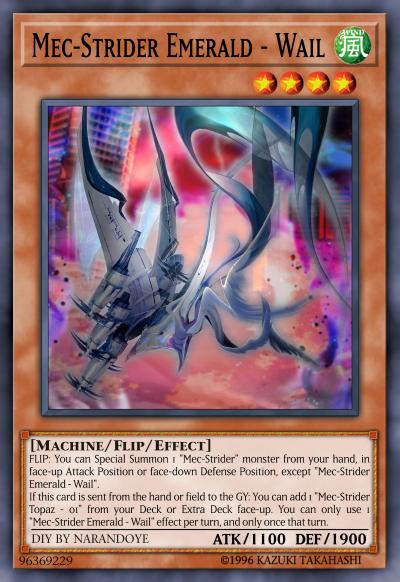 Mec-Strider Emerald - Wail
WIND
風
[Machine/Flip/Effect]
FLIP: You can Special Summon 1 "Mec-Strider" monster from your hand, in
face-up Attack Position or face-down Defense Position, except "Mec-Strider
Emerald - Wail".
If this card is sent from the hand or field to the GY: You can add 1 "Mec-Strider
Topaz - 01" from your Deck or Extra Deck face-up. You can only use 1
"Mec-Strider Emerald - Wail" effect per turn, and only once that turn.
DIY BY NARANDOYE
ATK/1100 DEF/1900
96369229
©1996 KAZUKI TAKAHASHI